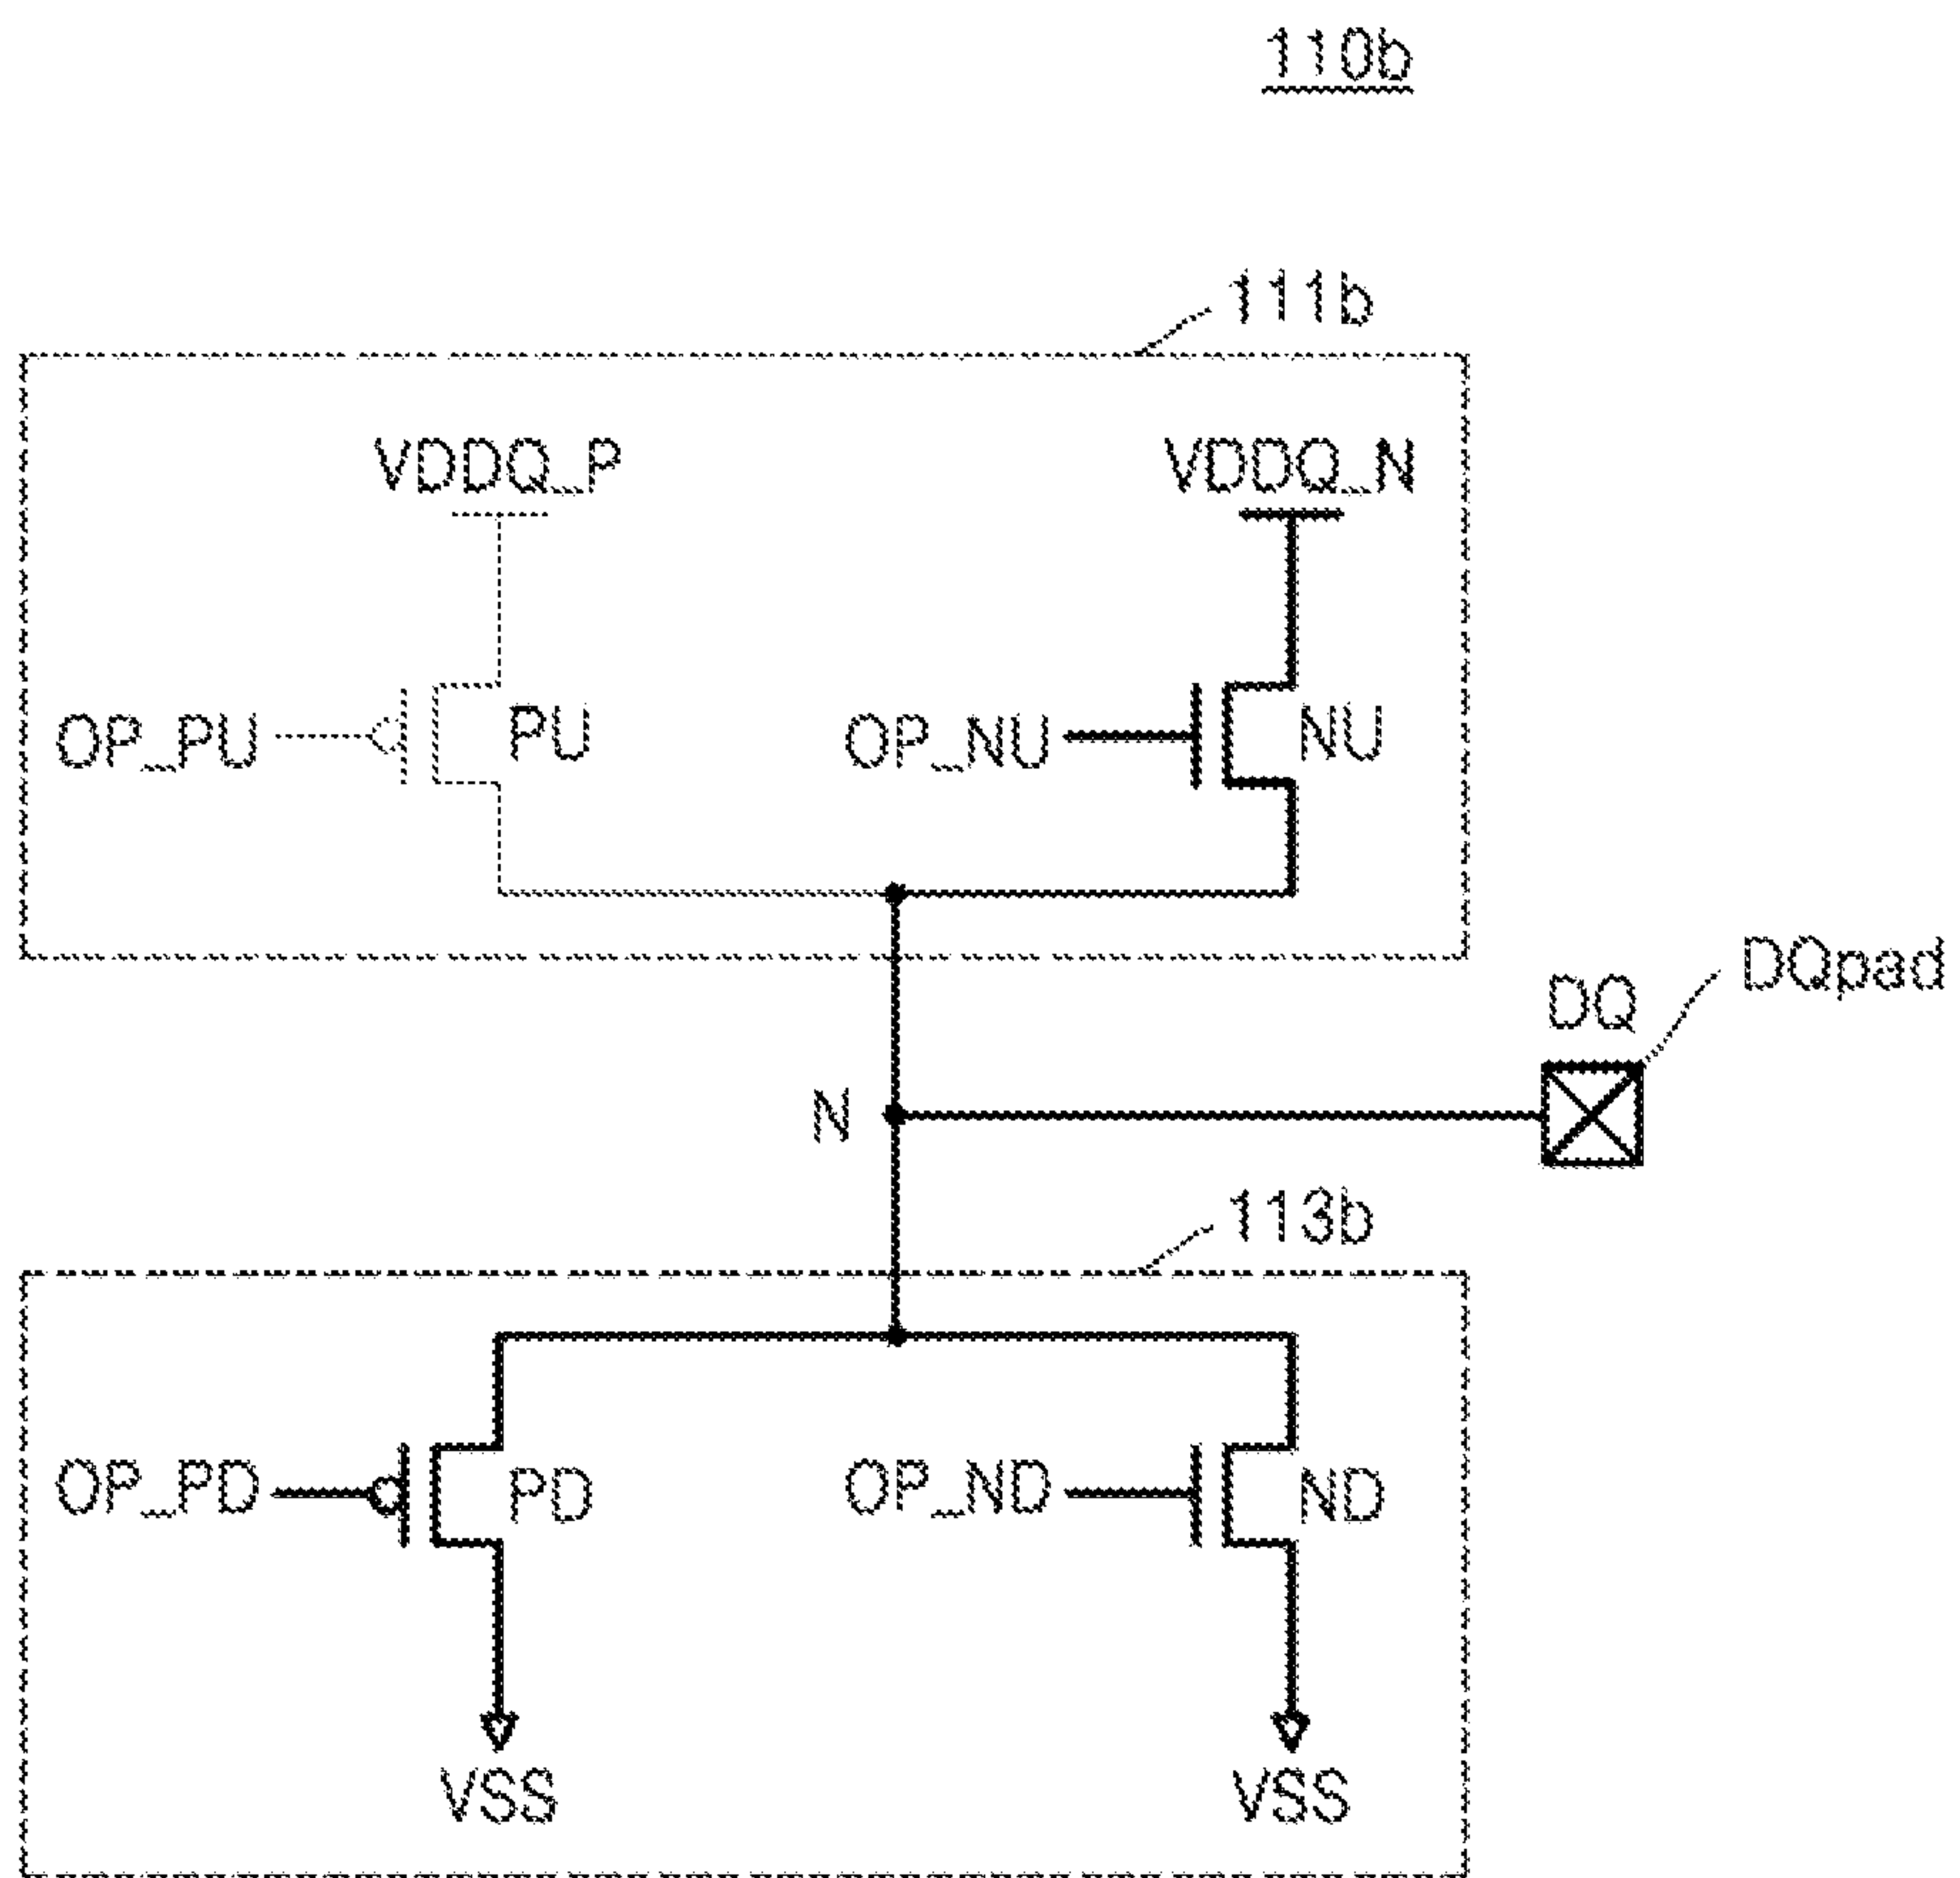 110b
111b
VDDQ_P
VDDQ_N
OP_PU
PU
OP_NU
NU
DQpad
DQ
N
113b
OP_PD
PD
OP_ND
ND
VSS
VSS